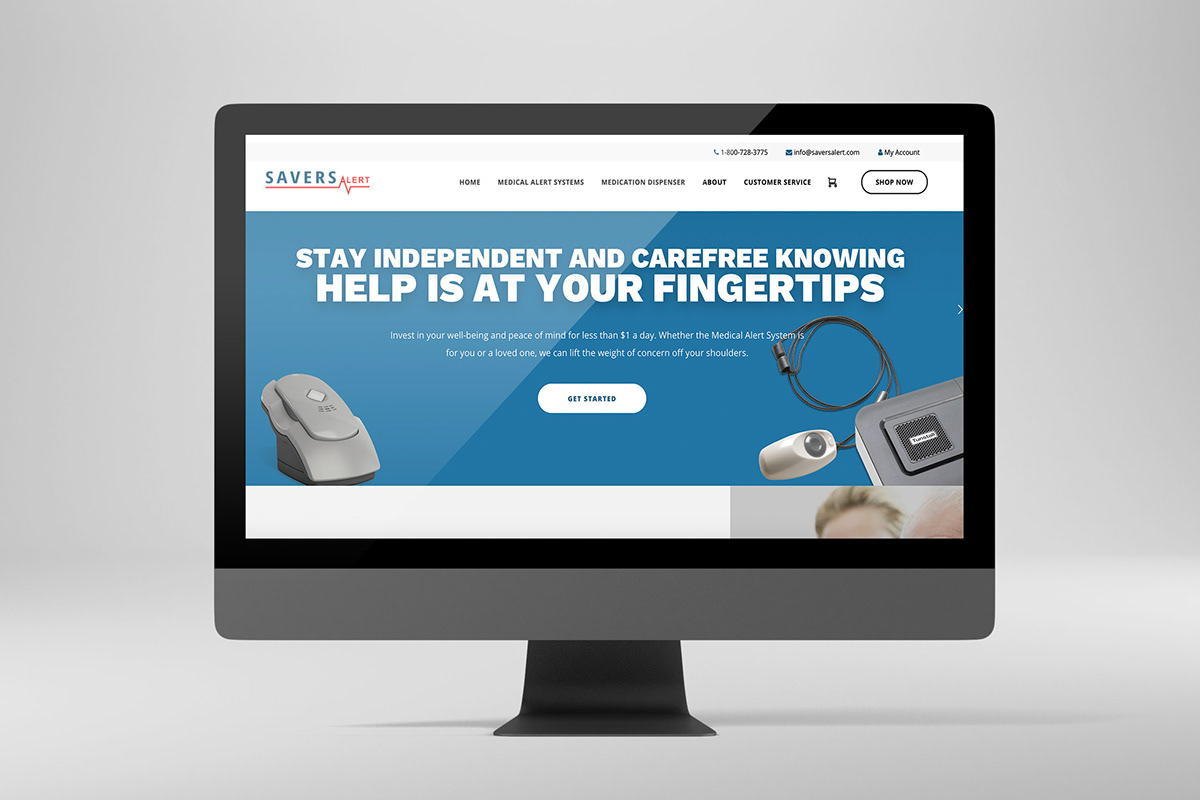 1-800-728-3775 info@saversalert.com My Account
SAVERS ALERT
HOME MEDICAL ALERT SYSTEMS MEDICATION DISPENSER ABOUT CUSTOMER SERVICE SHOP NOW
STAY INDEPENDENT AND CAREFREE KNOWING
HELP IS AT YOUR FINGERTIPS
Invest in your well-being and peace of mind for less than $1 a day. Whether the Medical Alert System is
for you or a loved one, we can lift the weight of concern off your shoulders.
GET STARTED
Tunstall